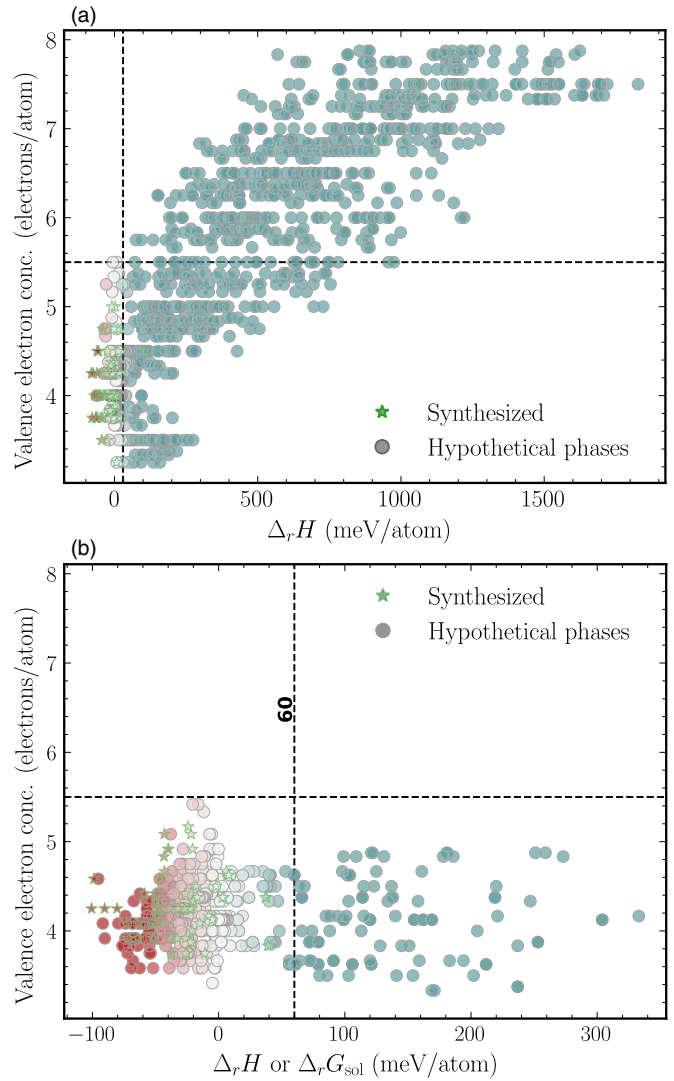 (a)
8
7
6
5
4
Valence electron conc. (electrons/atom)
Synthesized
Hypothetical phases
0 500 1000 1500
Δ_rH (meV/atom)
(b)
8
7
6
5
4
Valence electron conc. (electrons/atom)
Synthesized
Hypothetical phases
60
−100 0 100 200 300
Δ_rH or Δ_rG_sol (meV/atom)